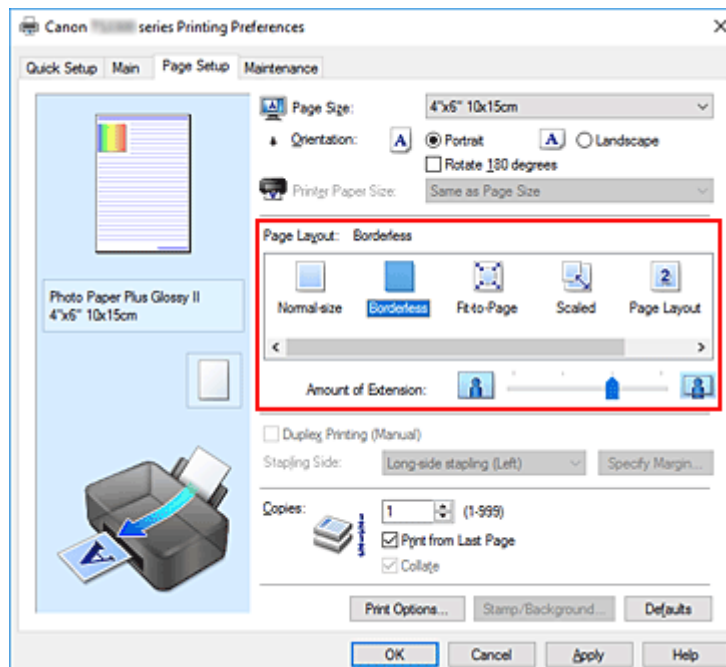 Canon series Printing Preferences
Quick Setup Main Page Setup Maintenance
Page Size: 4"x6" 10x15cm
Orientation: A Portrait A Landscape
Rotate 180 degrees
Printer Paper Size: Same as Page Size
Page Layout: Borderless
2
Normal-size Borderless Fit-to-Page Scaled Page Layout
Amount of Extension:
Photo Paper Plus Glossy II
4"x6" 10x15cm
Duplex Printing (Manual)
Stapling Side: Long-side stapling (Left) Specify Margin...
Copies: 1 (1-999)
Print from Last Page
Collate
A
Print Options... Stamp/Background... Defaults
OK Cancel Apply Help